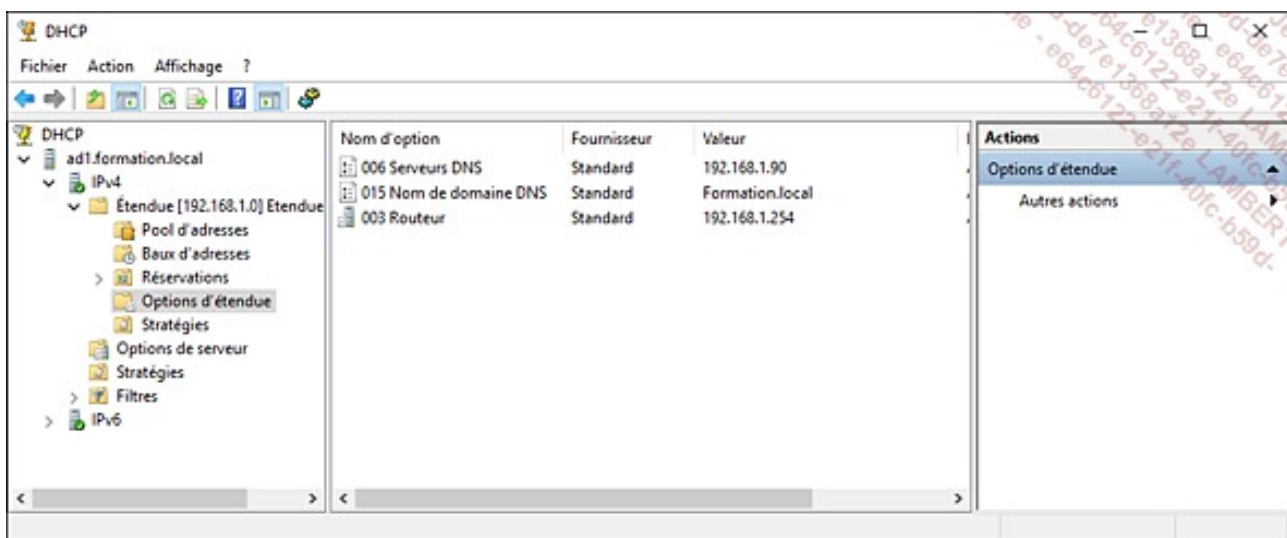 DHCP
Fichier Action Affichage ?
DHCP
ad1.formation.local
IPv4
Étendue [192.168.1.0] Etendue
Pool d'adresses
Baux d'adresses
Réservations
Options d'étendue
Stratégies
Options de serveur
Stratégies
Filtres
IPv6
Nom d'option Fournisseur Valeur
006 Serveurs DNS Standard 192.168.1.90
015 Nom de domaine DNS Standard Formation.local
003 Routeur Standard 192.168.1.254
Actions
Options d'étendue
Autres actions